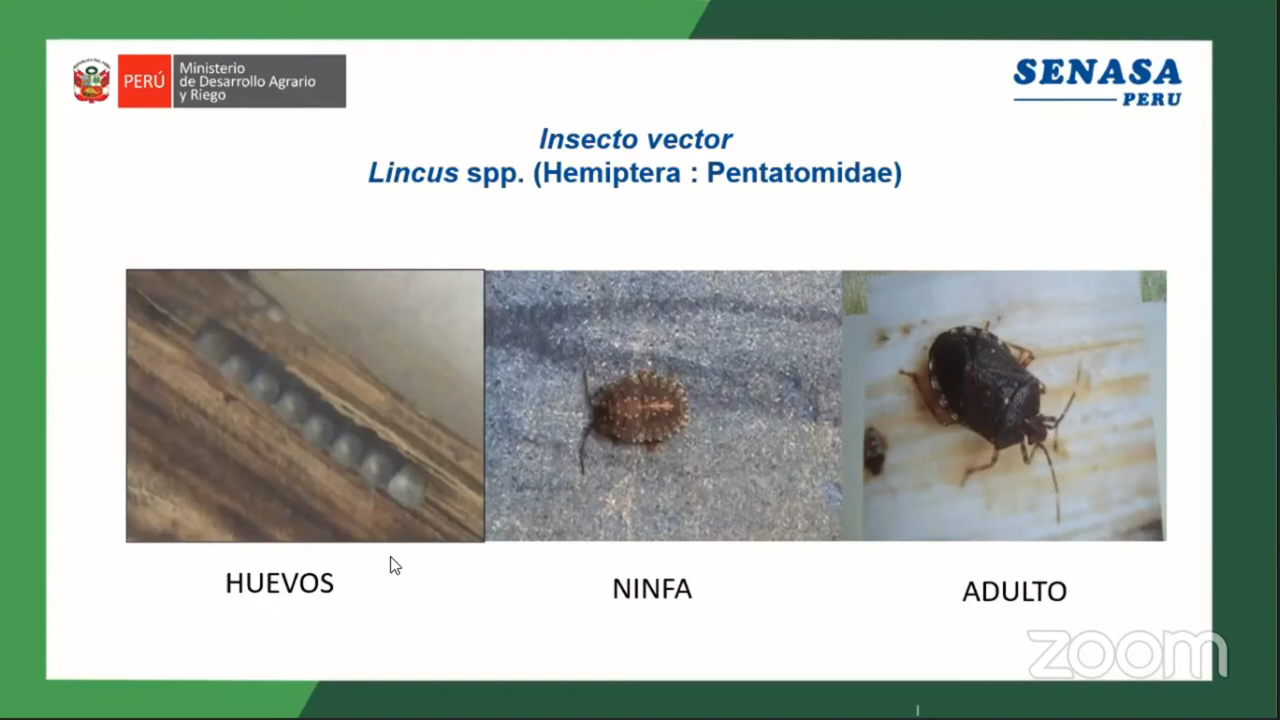 PERÚ
Ministerio
de Desarrollo Agrario
y Riego
SENASA
PERU
Insecto vector
Lincus spp. (Hemiptera : Pentatomidae)
HUEVOS
NINFA
ADULTO
zoom